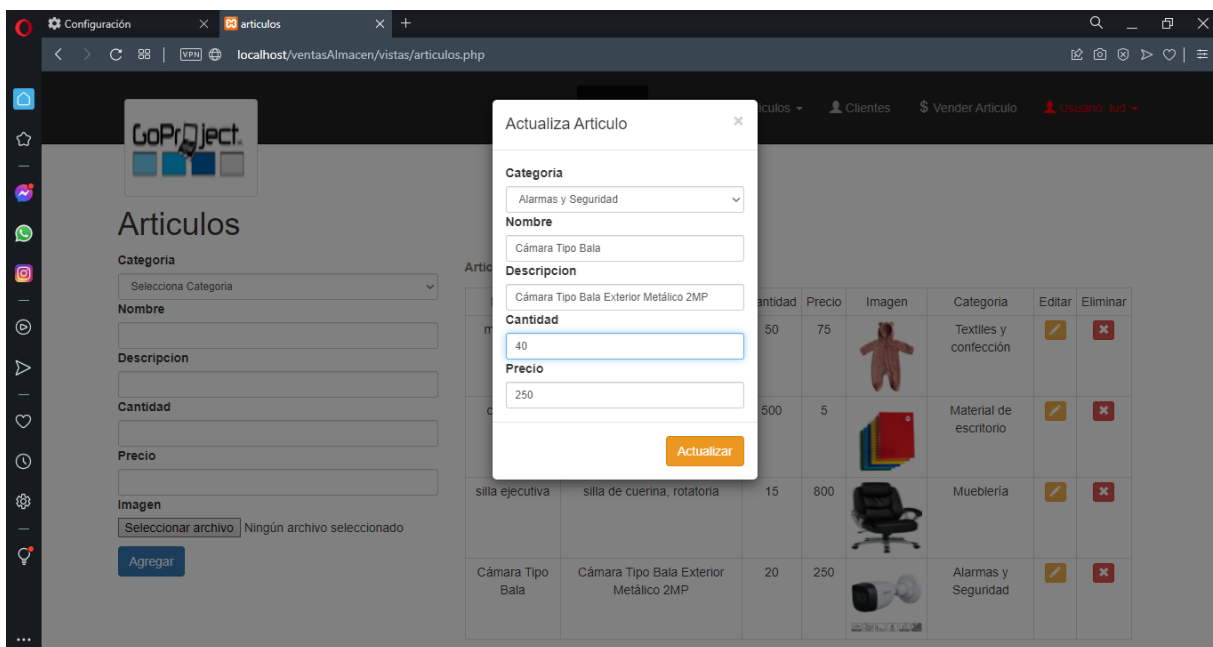 Configuración
articulos
VPN
localhost/ventasAlmacen/vistas/articulos.php
GoProject.
Clientes
$ Vender Articulo
Usuario: lud
Articulos
Categoria
Selecciona Categoria
Nombre
Descripcion
Cantidad
Precio
Imagen
Seleccionar archivo Ningún archivo seleccionado
Agregar
Actualiza Articulo
×
Categoria
Alarmas y Seguridad
Nombre
Cámara Tipo Bala
Descripcion
Cámara Tipo Bala Exterior Metálico 2MP
Cantidad
40
Precio
250
Actualizar
Precio Imagen Categoria Editar Eliminar
50 75 Textiles y
confección
500 5 Material de
escritorio
silla ejecutiva silla de cuerina, rotatoria 15 800 Mueblería
Cámara Tipo Cámara Tipo Bala Exterior 20 250 Alarmas y
Bala Metálico 2MP Seguridad